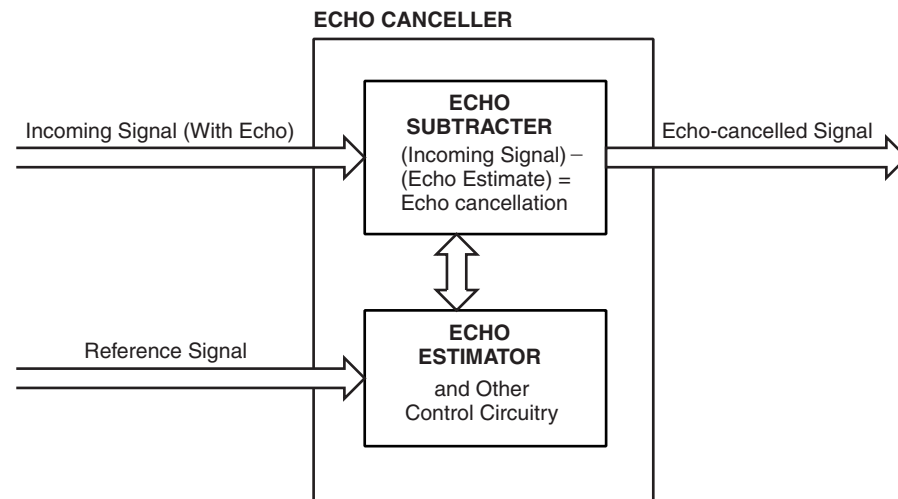 ECHO CANCELLER
ECHO
SUBTRACTER
(Incoming Signal) −
(Echo Estimate) =
Echo cancellation
Incoming Signal (With Echo)
Echo-cancelled Signal
ECHO
ESTIMATOR
and Other
Control Circuitry
Reference Signal